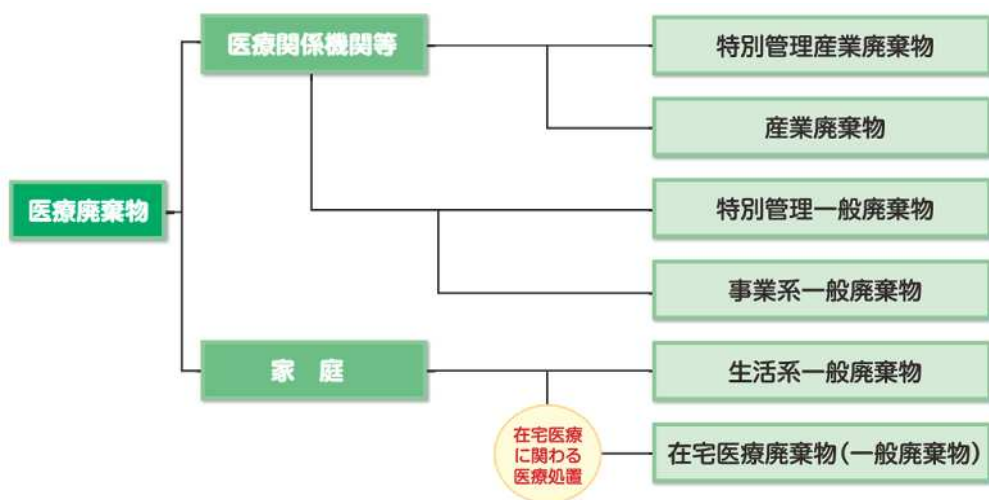 医療関係機関等
特別管理産業廃棄物
産業廃棄物
医療廃棄物
特別管理一般廃棄物
事業系一般廃棄物
家 庭
生活系一般廃棄物
在宅医療
に関わる
医療処置
在宅医療廃棄物(一般廃棄物)